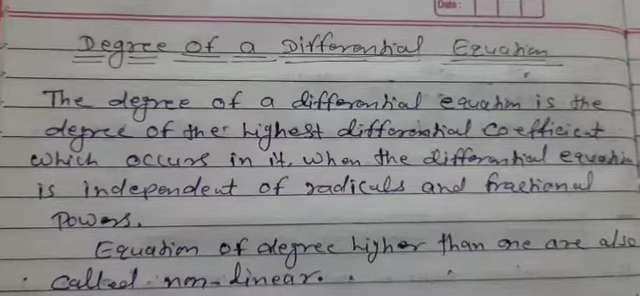 Date:
Degree of a Differential Equation
The degree of a differential equation is the
degree of the highest differential coefficient
which occurs in it, when the differential equation
is independent of radicals and fractional
powers.
Equation of degree higher than one are also
called non-linear.